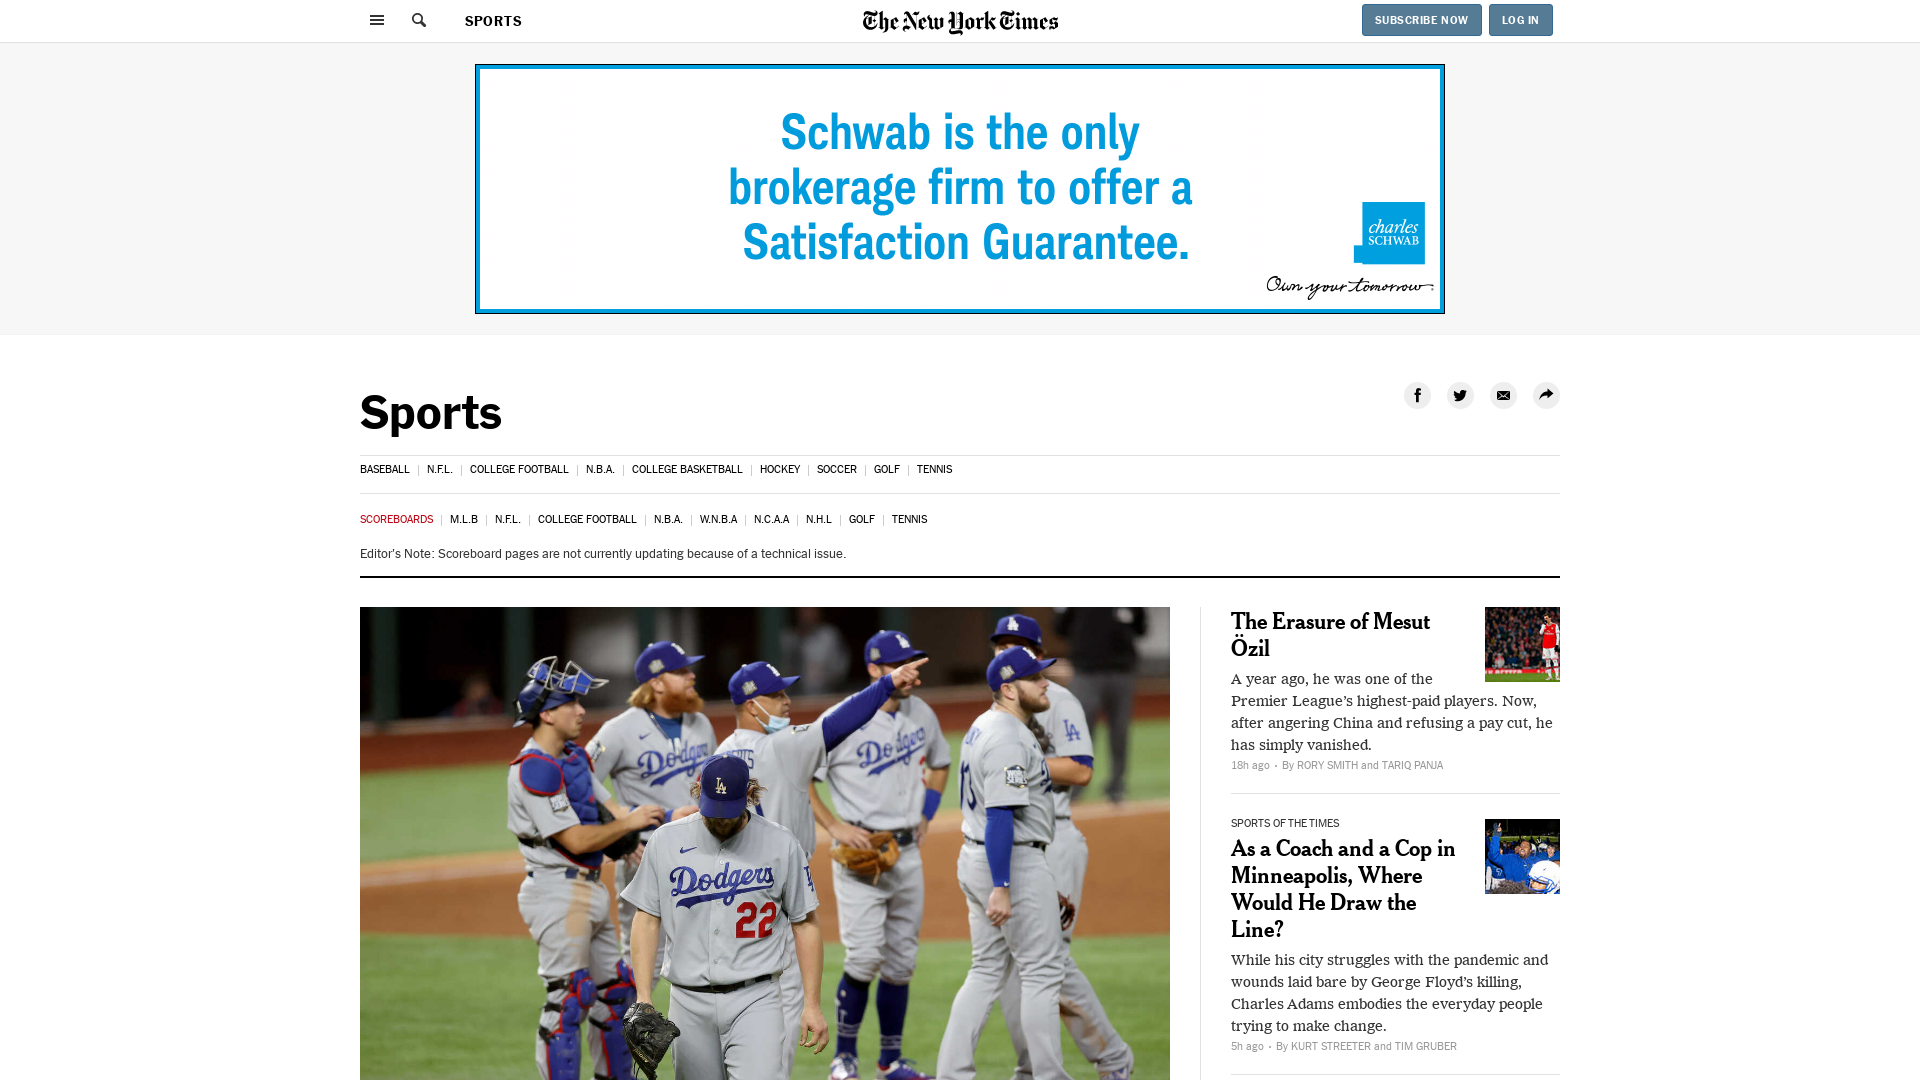 SPORTS
The New York Times
SUBSCRIBE NOW
LOG IN
Schwab is the only
brokerage firm to offer a
Satisfaction Guarantee.
charles
SCHWAB
Own your tomorrow
Sports
BASEBALL | N.F.L. | COLLEGE FOOTBALL | N.B.A. | COLLEGE BASKETBALL | HOCKEY | SOCCER | GOLF | TENNIS
SCOREBOARDS | M.L.B | N.F.L. | COLLEGE FOOTBALL | N.B.A. | W.N.B.A | N.C.A.A | N.H.L | GOLF | TENNIS
Editor's Note: Scoreboard pages are not currently updating because of a technical issue.
Dodgers
Dodgers
LA
LA
Dodgers
22
The Erasure of Mesut
Özil
A year ago, he was one of the
Premier League’s highest-paid players. Now,
after angering China and refusing a pay cut, he
has simply vanished.
18h ago • By RORY SMITH and TARIQ PANJA
SPORTS OF THE TIMES
As a Coach and a Cop in
Minneapolis, Where
Would He Draw the
Line?
While his city struggles with the pandemic and
wounds laid bare by George Floyd’s killing,
Charles Adams embodies the everyday people
trying to make change.
5h ago • By KURT STREETER and TIM GRUBER